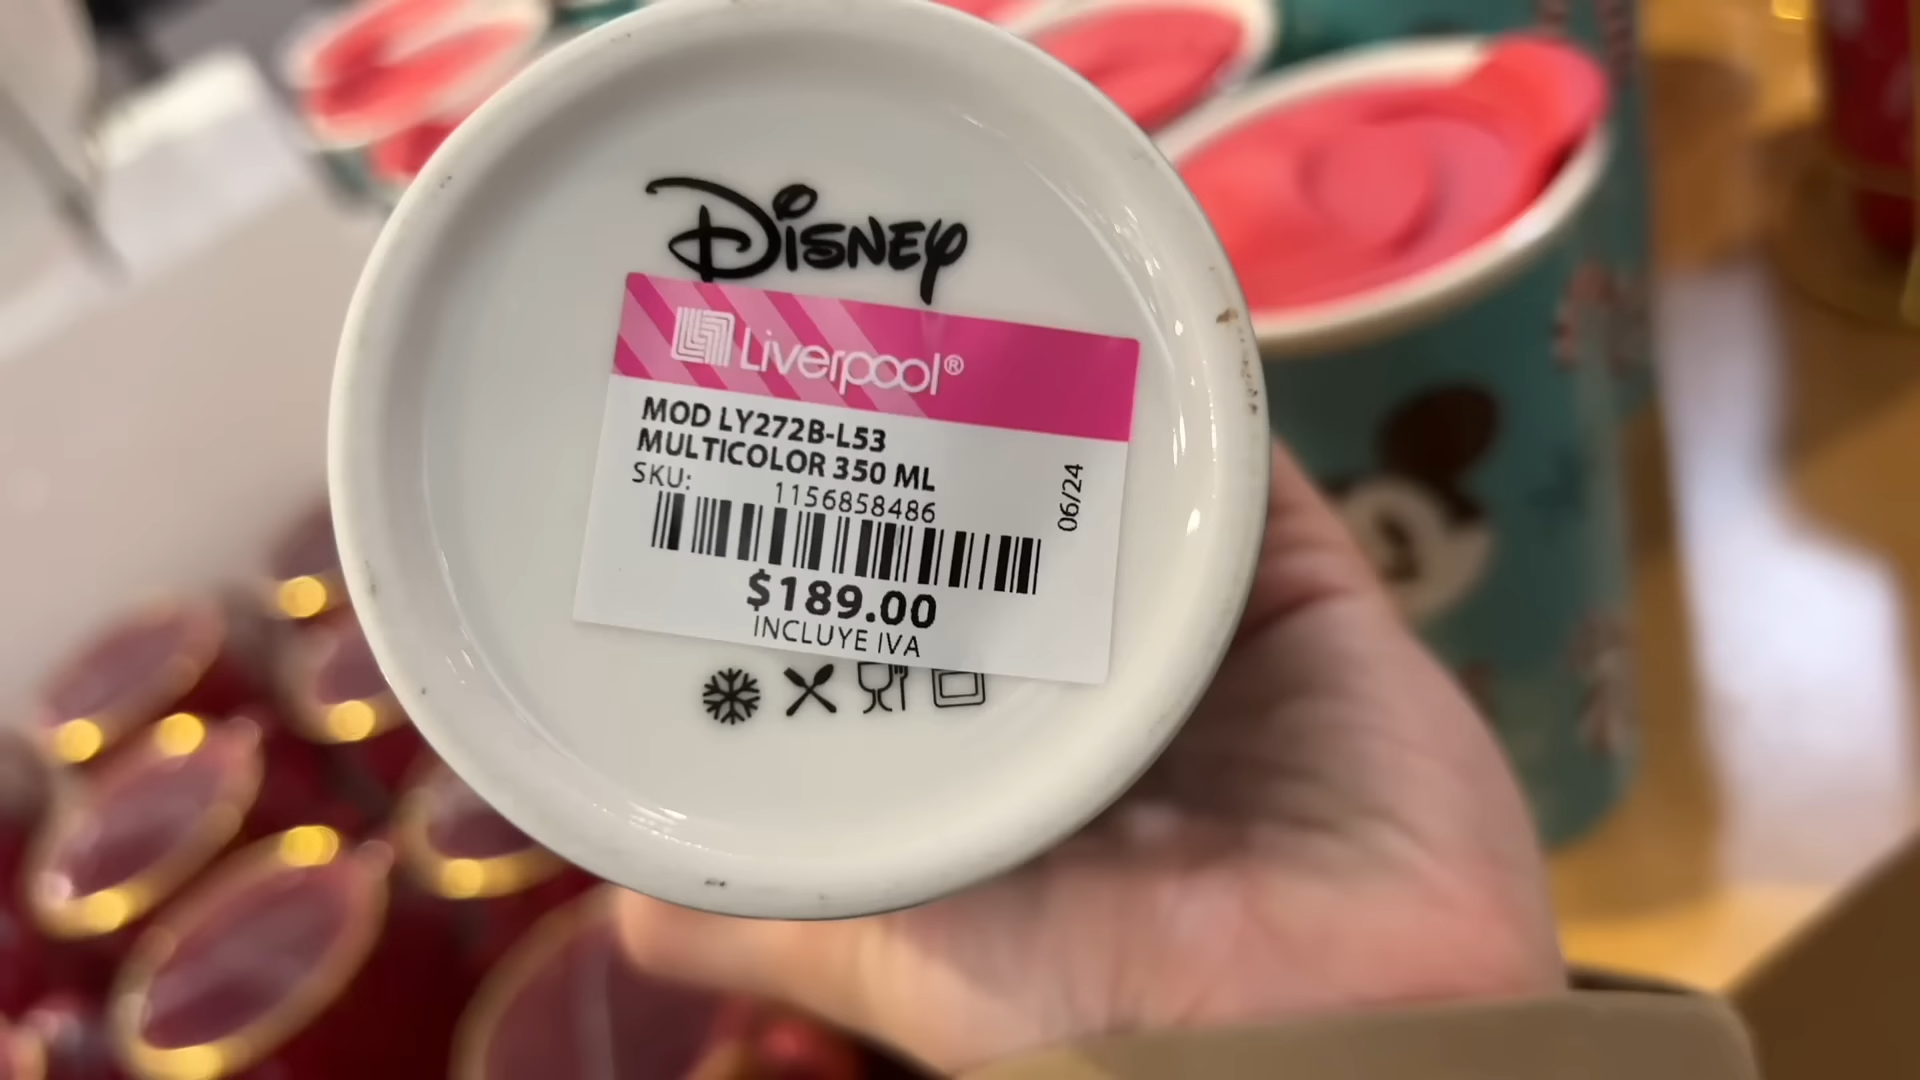 Disney
Liverpool®
MOD LY272B-L53
MULTICOLOR 350 ML
SKU: 1156858486
06/24
$189.00
INCLUYE IVA